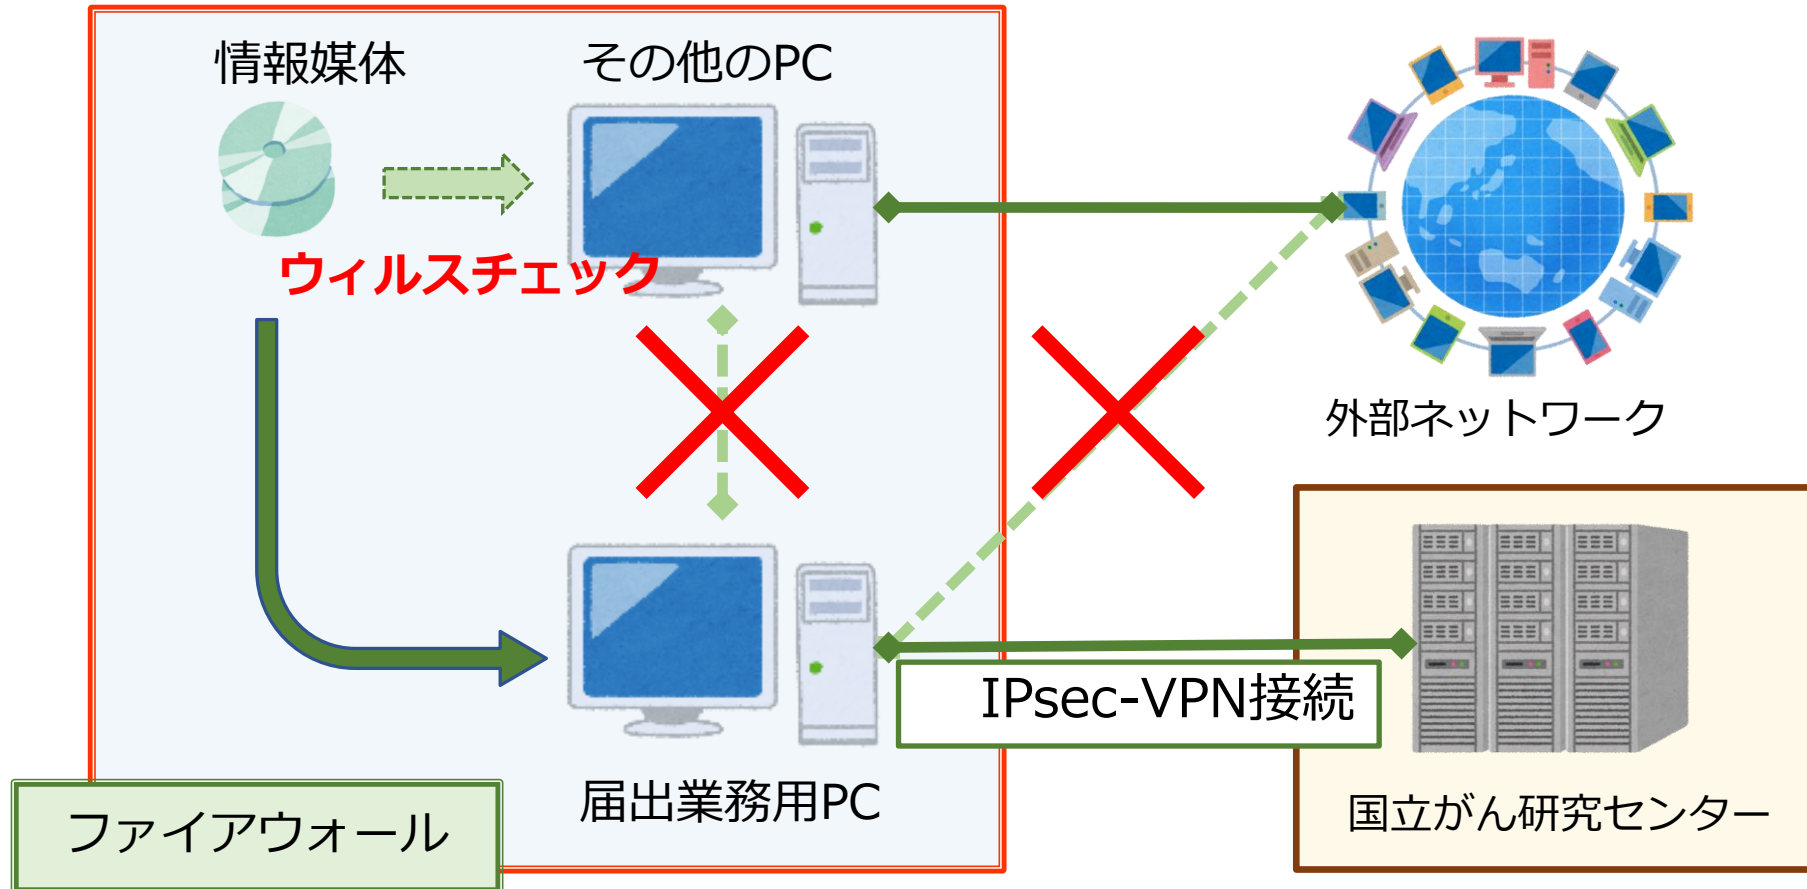 情報媒体
その他のPC
ウィルスチェック
外部ネットワーク
IPsec-VPN接続
届出業務用PC
国立がん研究センター
ファイアウォール